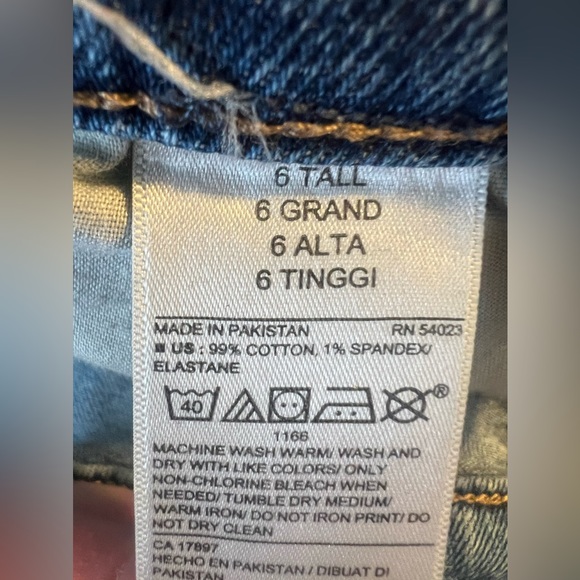 6 TALL
6 GRAND
6 ALTA
6 TINGGI
MADE IN PAKISTAN RN 54023
US : 99% COTTON, 1% SPANDEX/
ELASTANE
40 ®
1166
MACHINE WASH WARM/ WASH AND
DRY WITH LIKE COLORS/ ONLY
NON-CHLORINE BLEACH WHEN
NEEDED/ TUMBLE DRY MEDIUM/
WARM IRON/ DO NOT IRON PRINT/ DO
NOT DRY CLEAN
CA 17897
HECHO EN PAKISTAN / DIBUAT DI
PAKISTAN